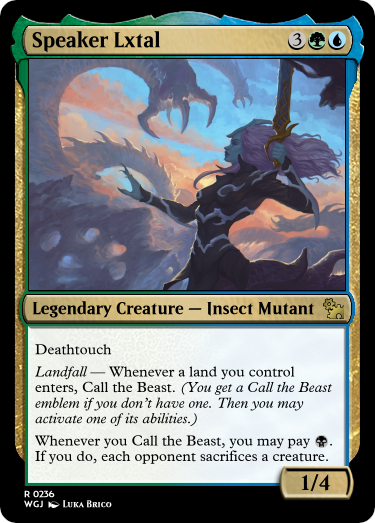 Speaker Lxtal 3
Legendary Creature — Insect Mutant
Deathtouch
Landfall — Whenever a land you control
enters, Call the Beast. (You get a Call the Beast
emblem if you don't have one. Then you may
activate one of its abilities.)
Whenever you Call the Beast, you may pay .
If you do, each opponent sacrifices a creature.
1/4
R 0236
WGJ Luka Brico